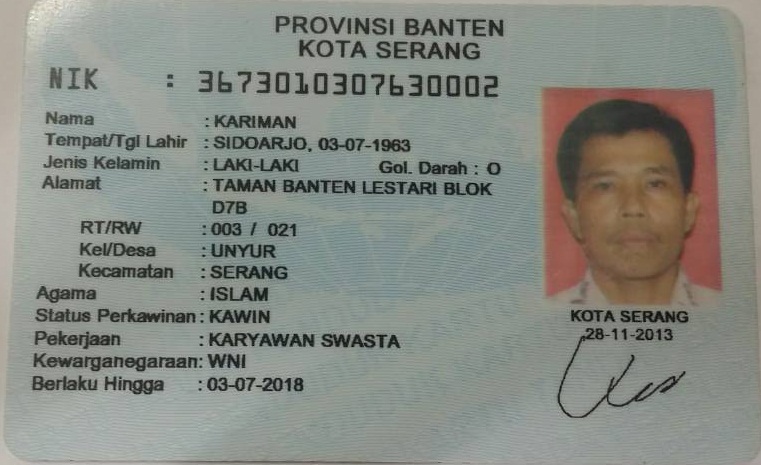 PROVINSI BANTEN
KOTA SERANG
NIK : 3673010307630002
Nama : KARIMAN
Tempat/Tgl Lahir : SIDOARJO, 03-07-1963
Jenis Kelamin : LAKI-LAKI Gol. Darah : O
Alamat : TAMAN BANTEN LESTARI BLOK
D7B
RT/RW : 003 / 021
Kel/Desa : UNYUR
Kecamatan : SERANG
Agama : ISLAM
Status Perkawinan : KAWIN
Pekerjaan : KARYAWAN SWASTA
Kewarganegaraan: WNI
Berlaku Hingga : 03-07-2018
KOTA SERANG
28-11-2013